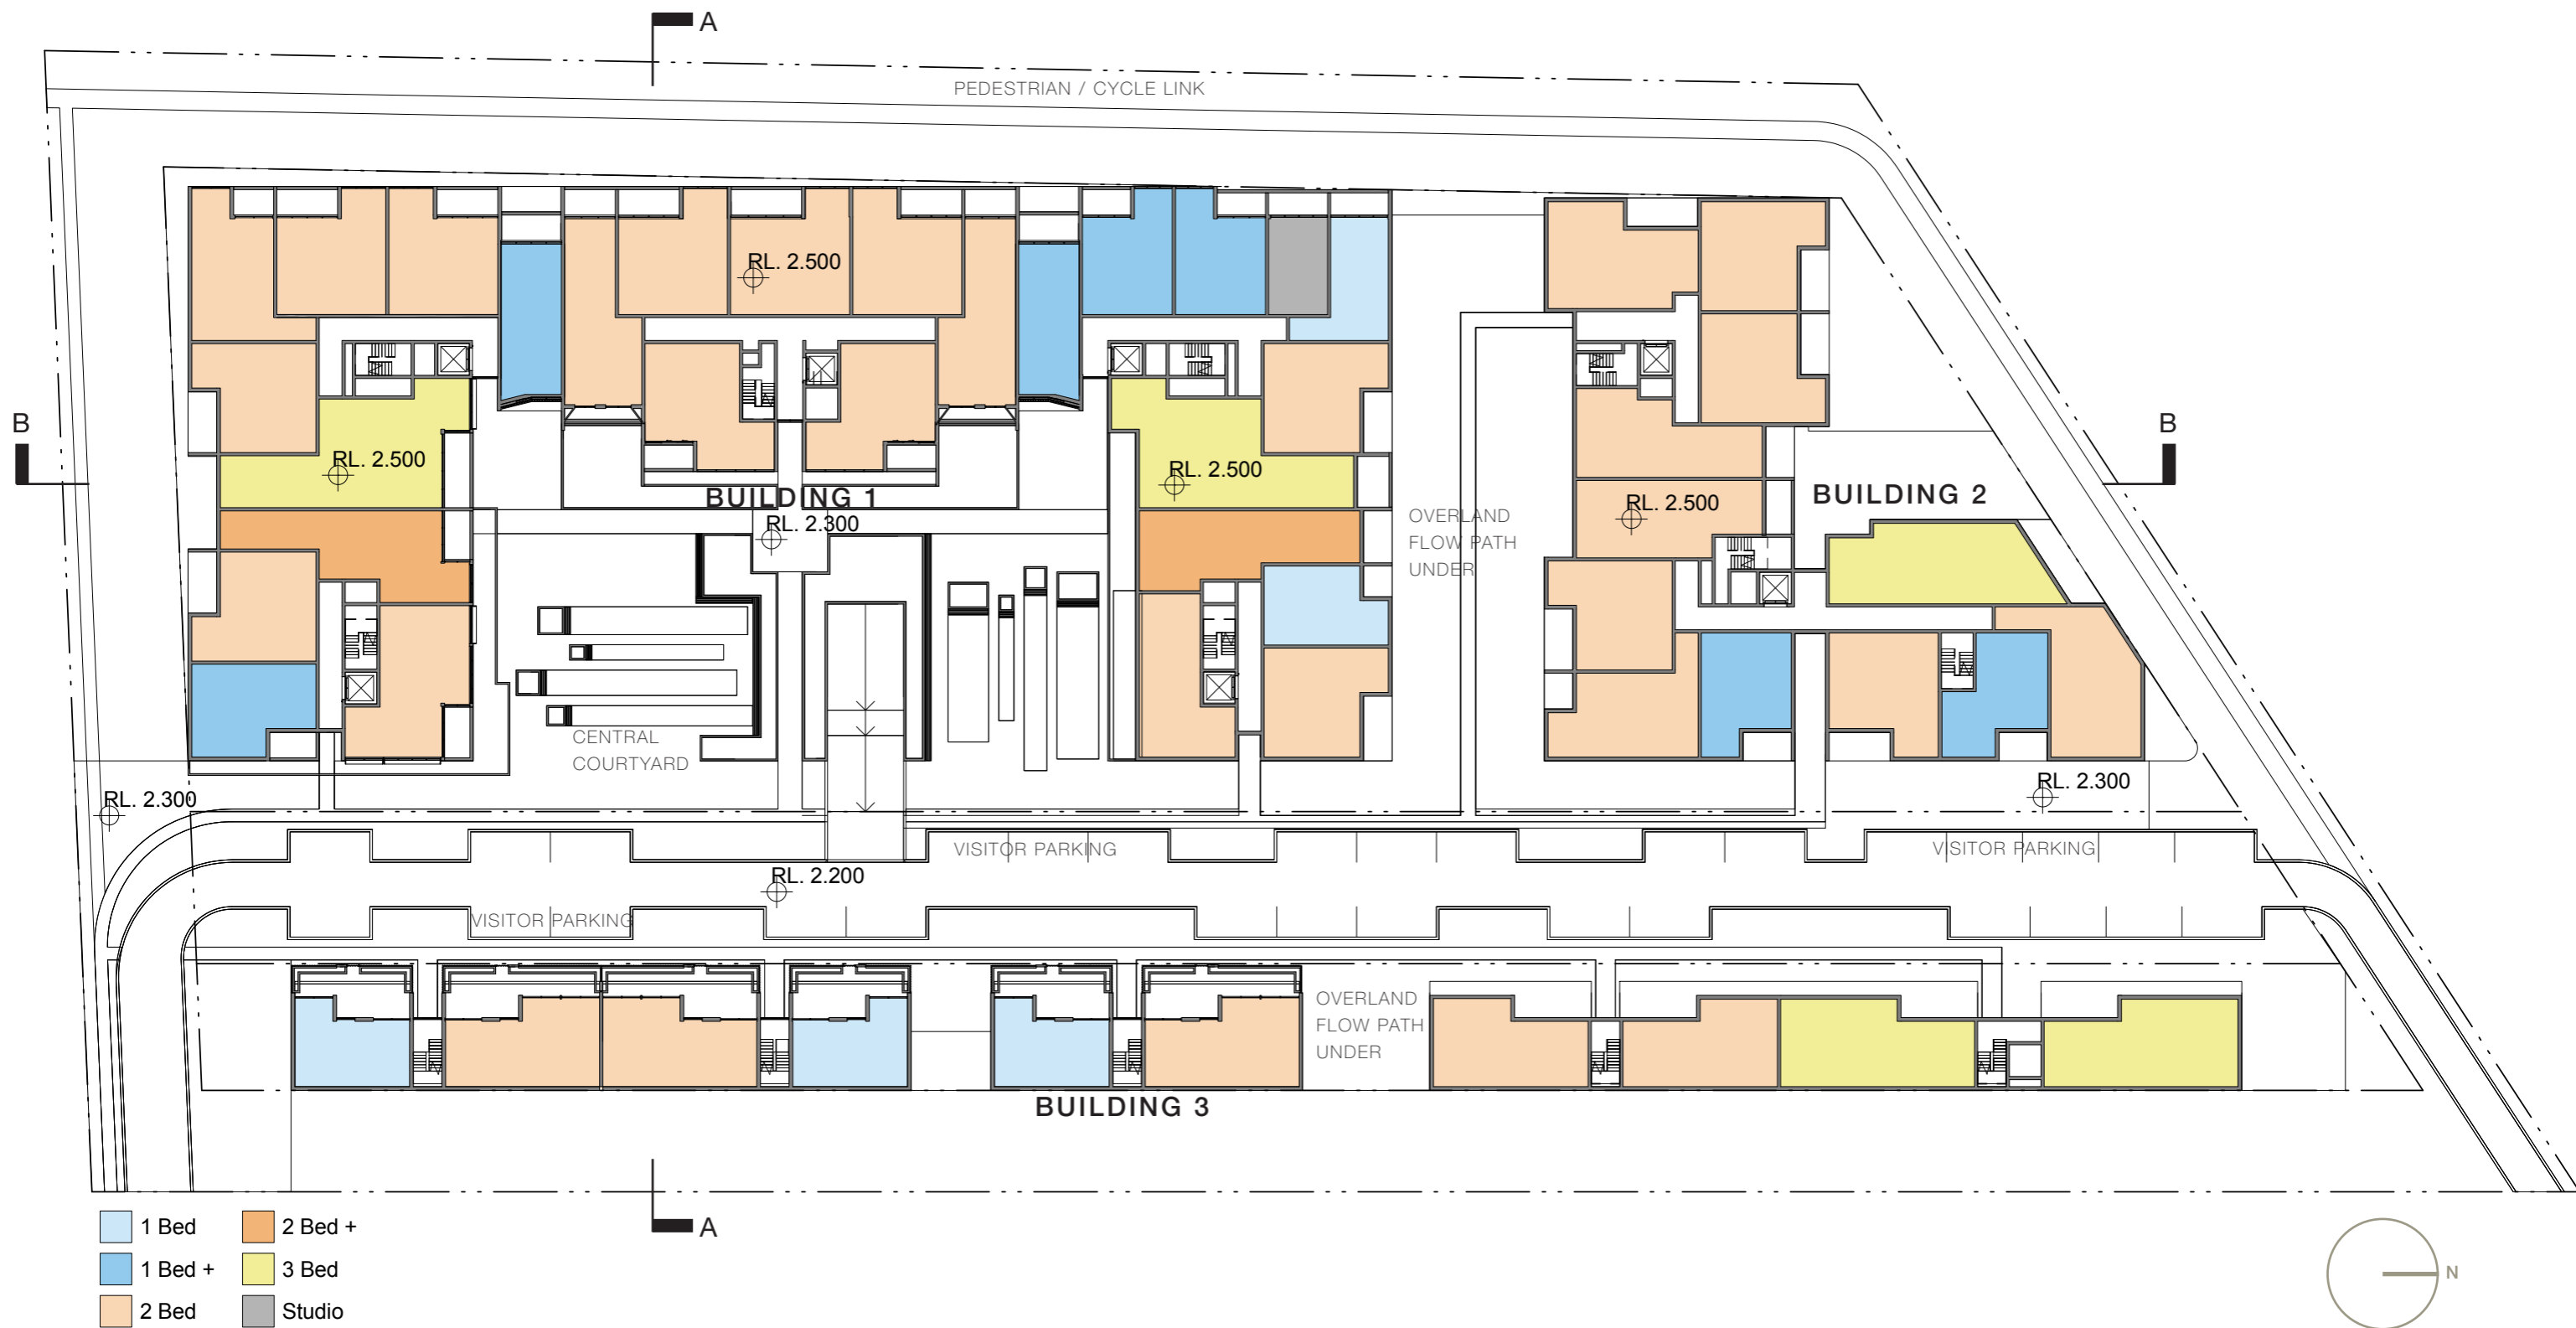 A
PEDESTRIAN / CYCLE LINK
RL. 2.500
B
B
RL. 2.500
RL. 2.500
BUILDING 1
RL. 2.300
OVERLAND
FLOW PATH
UNDER
RL. 2.500
BUILDING 2
CENTRAL
COURTYARD
RL. 2.300
RL. 2.300
VISITOR PARKING
VISITOR PARKING
RL. 2.200
VISITOR PARKING
OVERLAND
FLOW PATH
UNDER
BUILDING 3
A
1 Bed
2 Bed +
1 Bed +
3 Bed
2 Bed
Studio
N